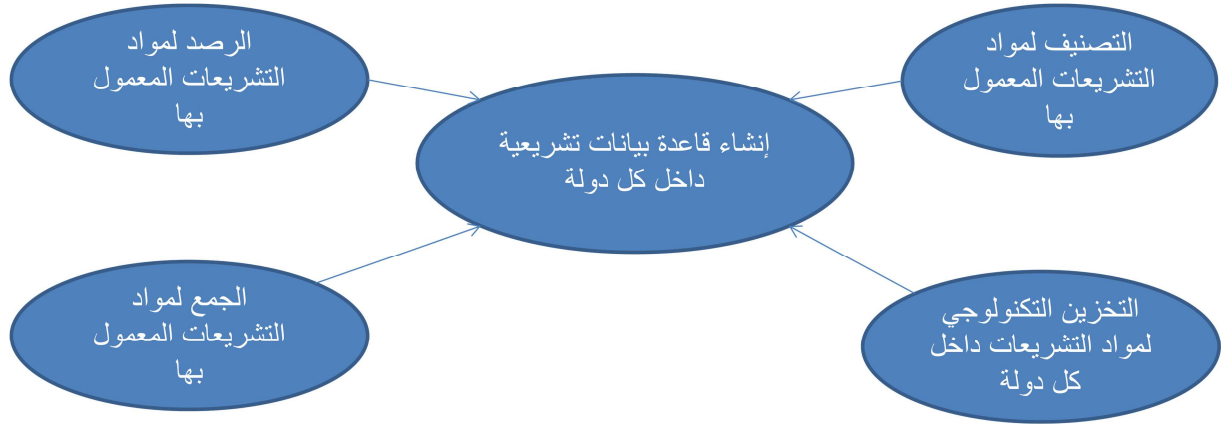 التصنيف لمواد
التشريعات المعمول
بها
الرصد لمواد
التشريعات المعمول
بها
إنشاء قاعدة بيانات تشريعية
داخل كل دولة
التخزين التكنولوجي
لمواد التشريعات داخل
كل دولة
الجمع لمواد
التشريعات المعمول
بها